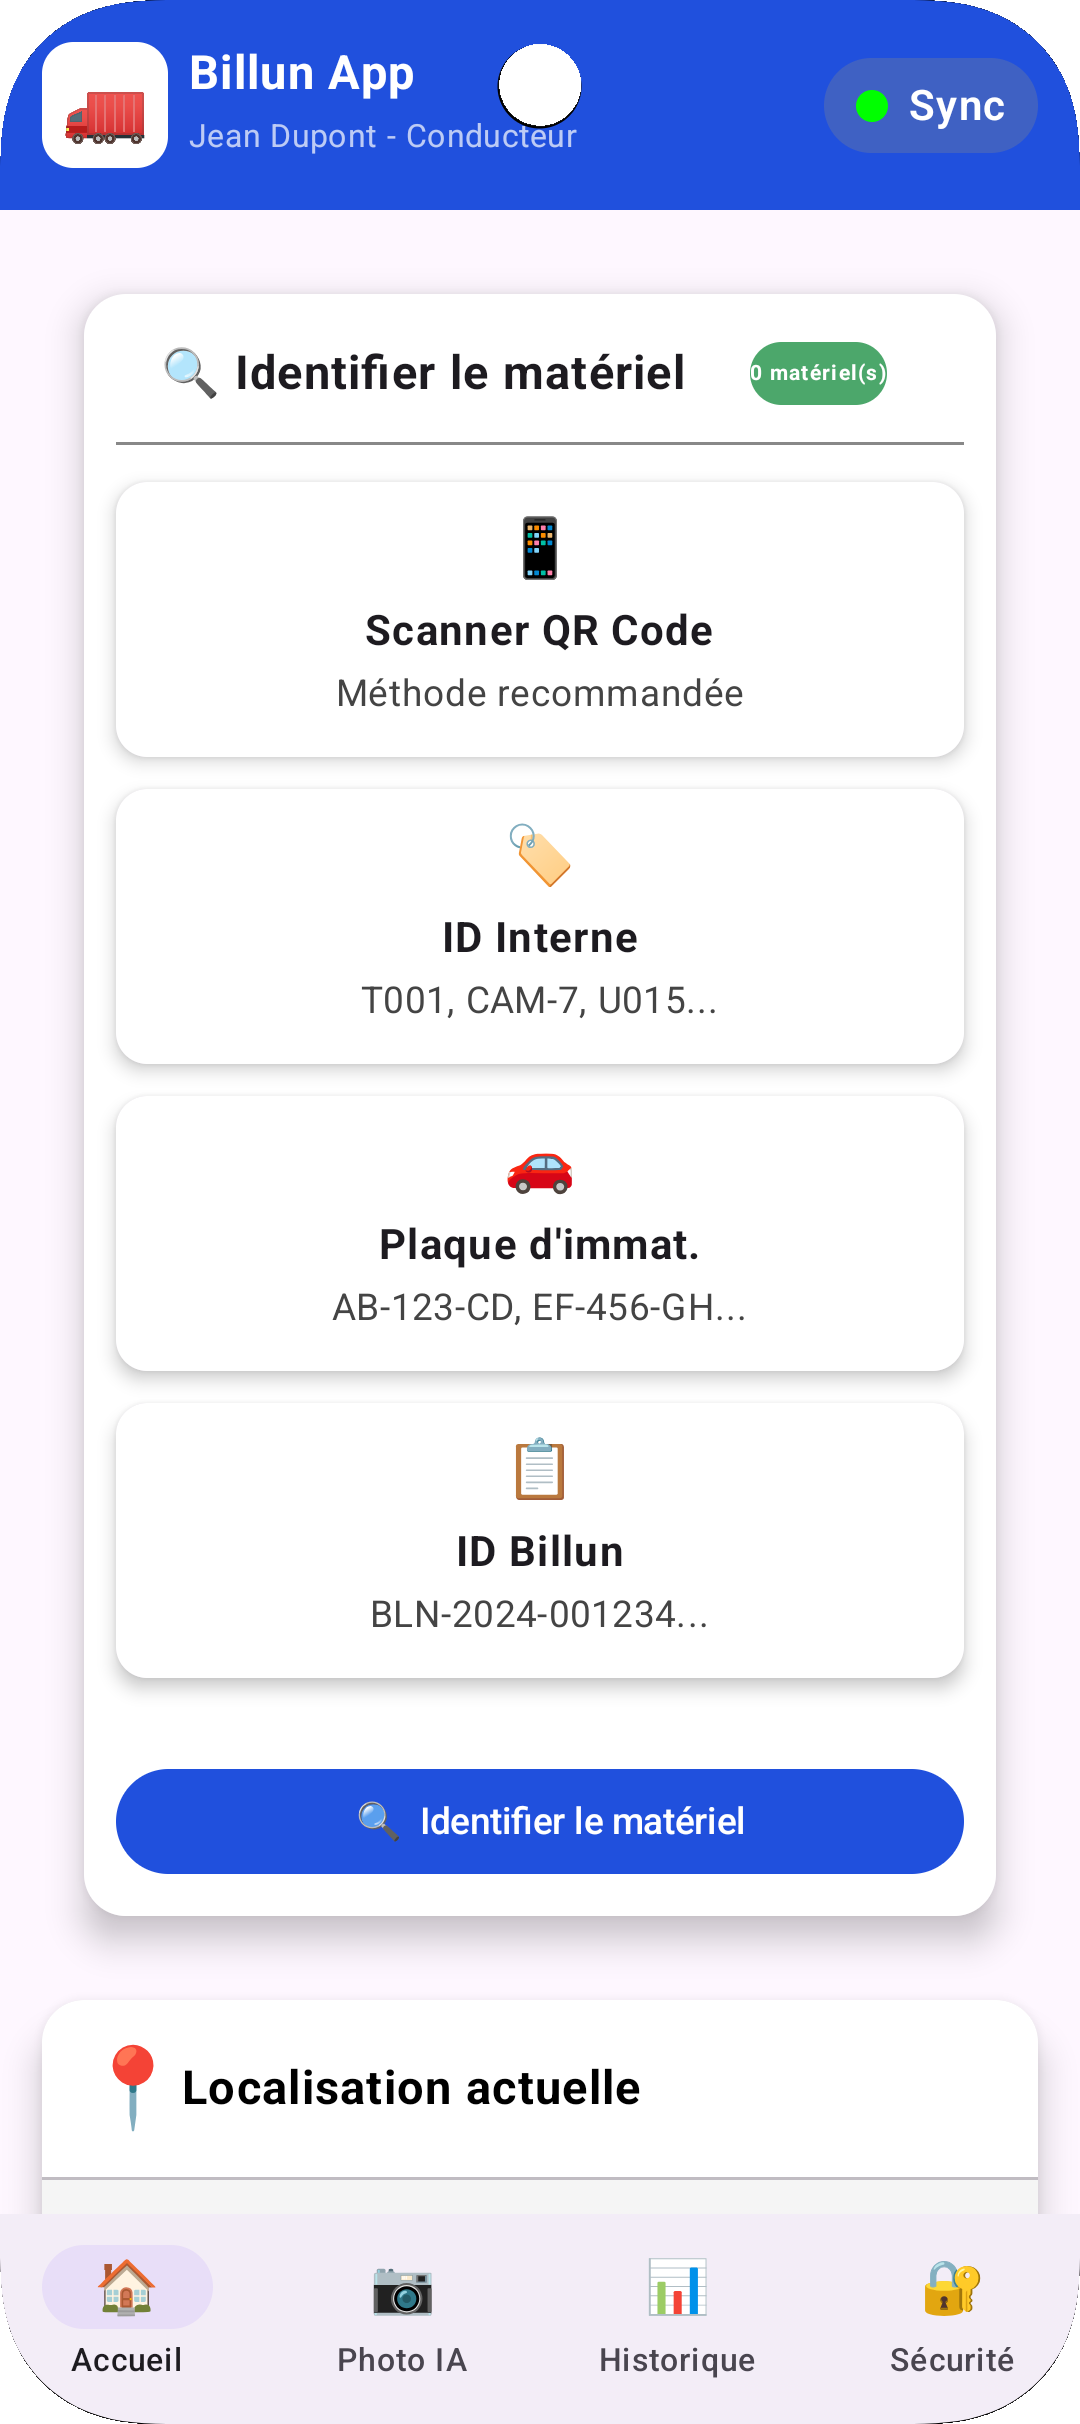 Billun App
Jean Dupont - Conducteur
Sync
Identifier le matériel
0 matériel(s)
Scanner QR Code
Méthode recommandée
ID Interne
T001, CAM-7, U015...
Plaque d'immat.
AB-123-CD, EF-456-GH...
ID Billun
BLN-2024-001234...
Identifier le matériel
Localisation actuelle
Accueil
Photo IA
Historique
Sécurité